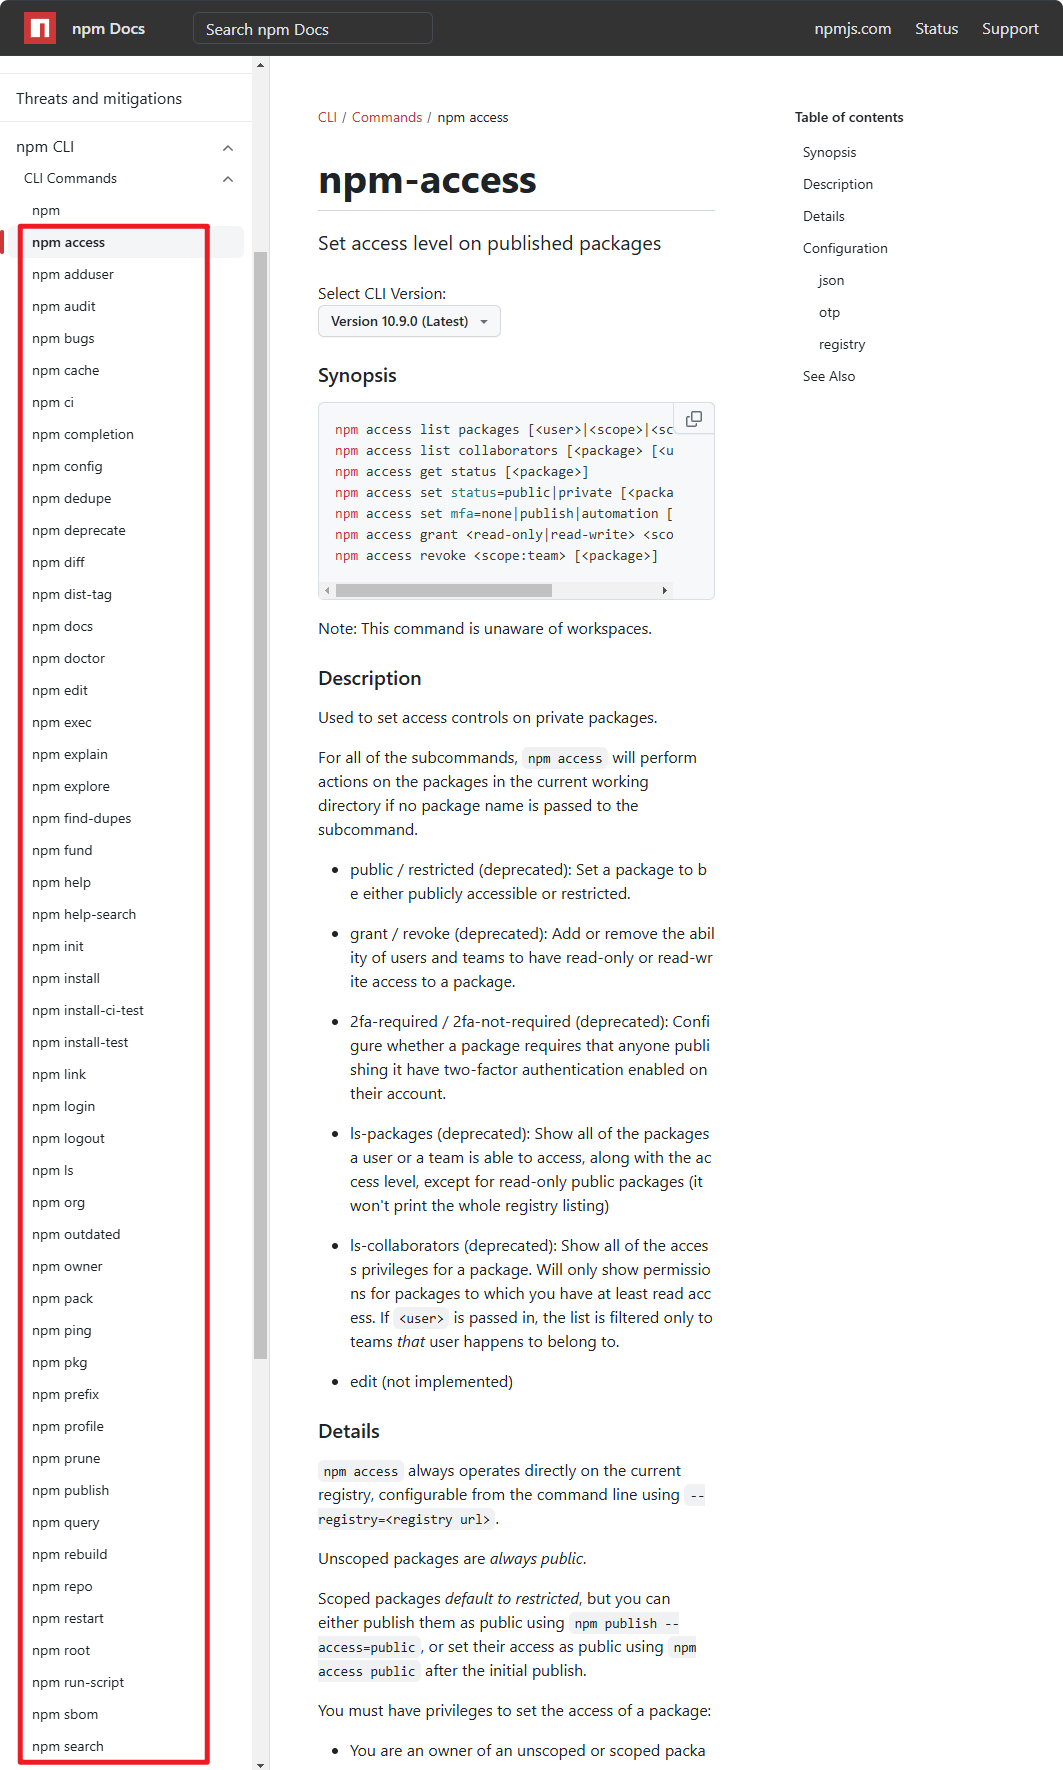 npm Docs
Search npm Docs
npmjs.com
Status
Support
Threats and mitigations
npm CLI
CLI Commands
npm
npm access
npm adduser
npm audit
npm bugs
npm cache
npm ci
npm completion
npm config
npm dedupe
npm deprecate
npm diff
npm dist-tag
npm docs
npm doctor
npm edit
npm exec
npm explain
npm explore
npm find-dupes
npm fund
npm help
npm help-search
npm init
npm install
npm install-ci-test
npm install-test
npm link
npm login
npm logout
npm ls
npm org
npm outdated
npm owner
npm pack
npm ping
npm pkg
npm prefix
npm profile
npm prune
npm publish
npm query
npm rebuild
npm repo
npm restart
npm root
npm run-script
npm sbom
npm search
CLI / Commands / npm access
npm-access
Set access level on published packages
Select CLI Version:
Version 10.9.0 (Latest)
Synopsis
npm access list packages [<user>|<scope>|<sc
npm access list collaborators [<package> [<u
npm access get status [<package>]
npm access set status=public|private [<packa
npm access set mfa=none|publish|automation [
npm access grant <read-only|read-write> <sco
npm access revoke <scope:team> [<package>]
Note: This command is unaware of workspaces.
Description
Used to set access controls on private packages.
For all of the subcommands, npm access will perform
actions on the packages in the current working
directory if no package name is passed to the
subcommand.
• public / restricted (deprecated): Set a package to b
e either publicly accessible or restricted.
• grant / revoke (deprecated): Add or remove the abil
ity of users and teams to have read-only or read-wr
ite access to a package.
• 2fa-required / 2fa-not-required (deprecated): Confi
gure whether a package requires that anyone publi
shing it have two-factor authentication enabled on
their account.
• ls-packages (deprecated): Show all of the packages
a user or a team is able to access, along with the ac
cess level, except for read-only public packages (it
won't print the whole registry listing)
• ls-collaborators (deprecated): Show all of the acces
s privileges for a package. Will only show permissio
ns for packages to which you have at least read acc
ess. If <user> is passed in, the list is filtered only to
teams that user happens to belong to.
• edit (not implemented)
Details
npm access always operates directly on the current
registry, configurable from the command line using --
registry=<registry url>.
Unscoped packages are always public.
Scoped packages default to restricted, but you can
either publish them as public using npm publish --
access=public, or set their access as public using npm
access public after the initial publish.
You must have privileges to set the access of a package:
• You are an owner of an unscoped or scoped packa
Table of contents
Synopsis
Description
Details
Configuration
json
otp
registry
See Also